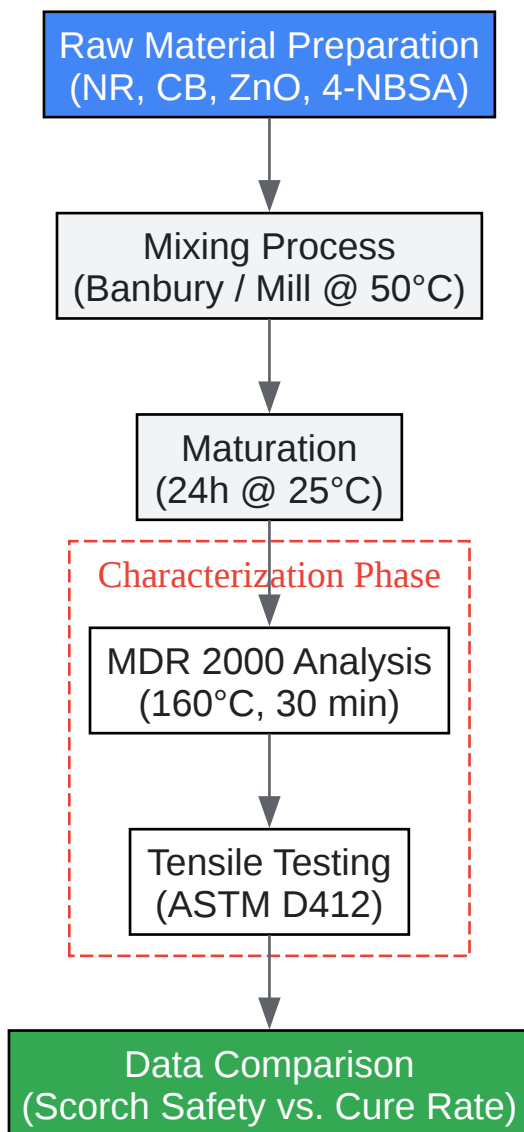 Raw Material Preparation
(NR, CB, ZnO, 4-NBSA)
Mixing Process
(Banbury / Mill @ 50°C)
Maturation
(24h @ 25°C)
Characterization Phase
MDR 2000 Analysis
(160°C, 30 min)
Tensile Testing
(ASTM D412)
Data Comparison
(Scorch Safety vs. Cure Rate)